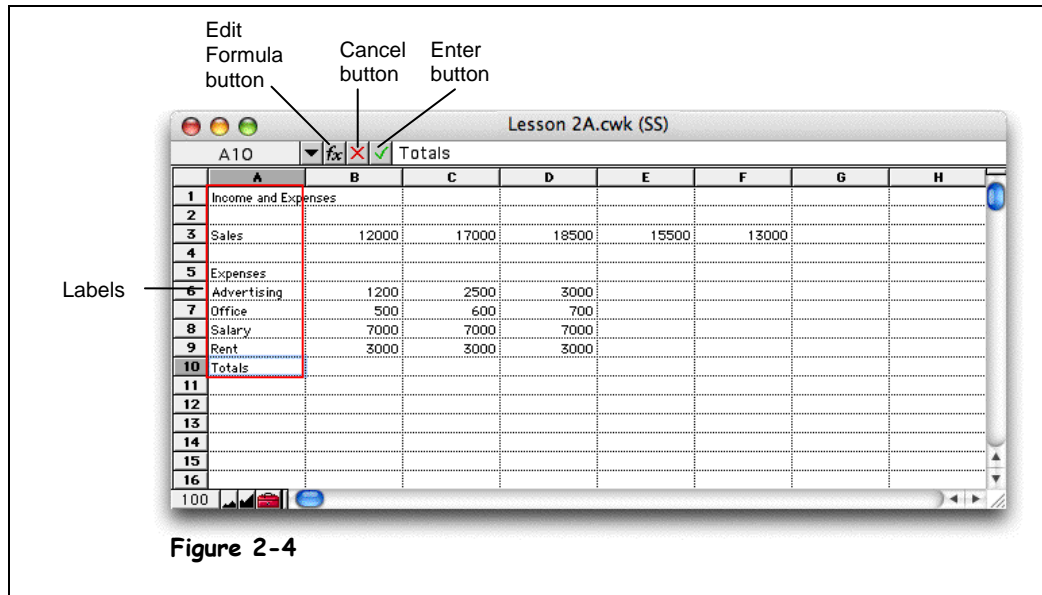 Edit
Formula
button
Cancel
button
Enter
button
Lesson 2A.cwk (SS)
A10 fx Totals
A B C D E F G H
1 Income and Expenses
2
3 Sales 12000 17000 18500 15500 13000
4
5 Expenses
Labels
6 Advertising 1200 2500 3000
7 Office 500 600 700
8 Salary 7000 7000 7000
9 Rent 3000 3000 3000
10 Totals
11
12
13
14
15
16
100
Figure 2-4